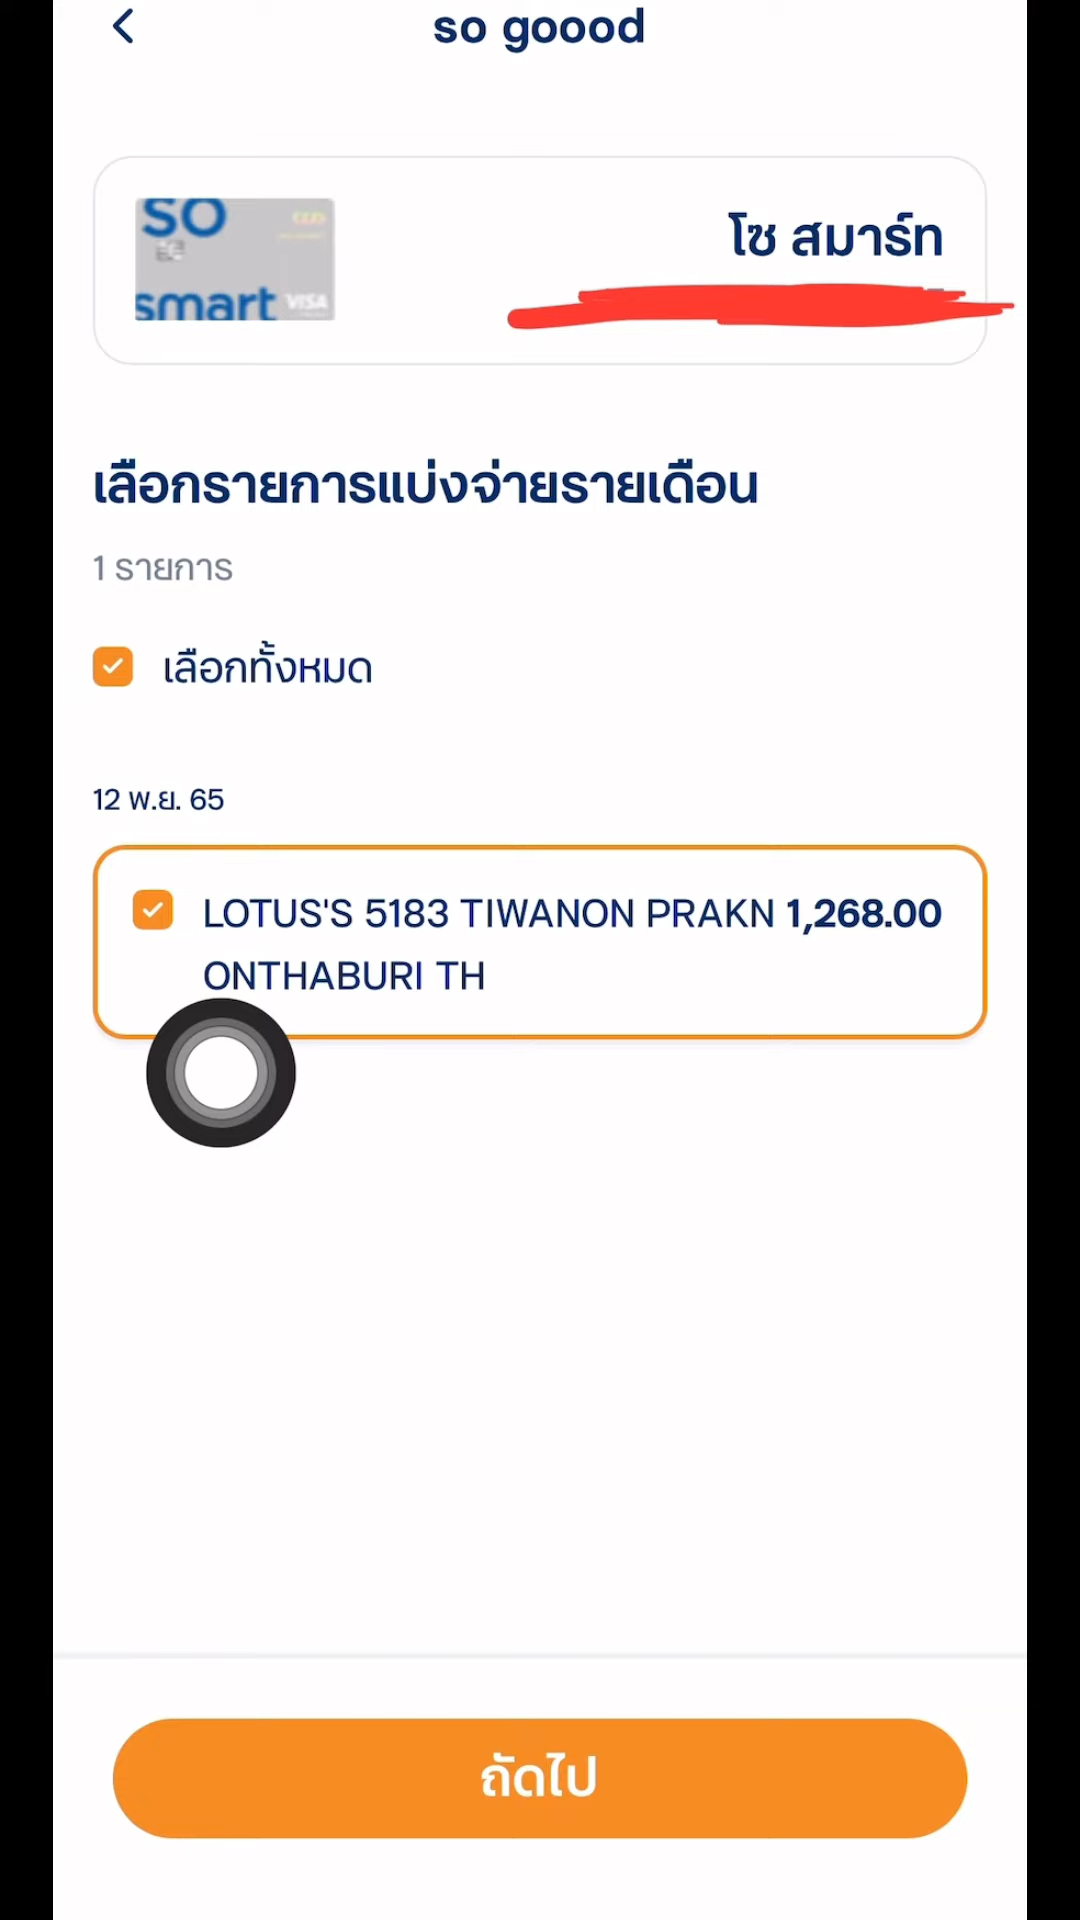 so goood
so
smart VISA
โซ สมาร์ท
เลือกรายการแบ่งจ่ายรายเดือน
1 รายการ
เลือกทั้งหมด
12 พ.ย. 65
LOTUS'S 5183 TIWANON PRAKN 1,268.00
ONTHABURI TH
ถัดไป